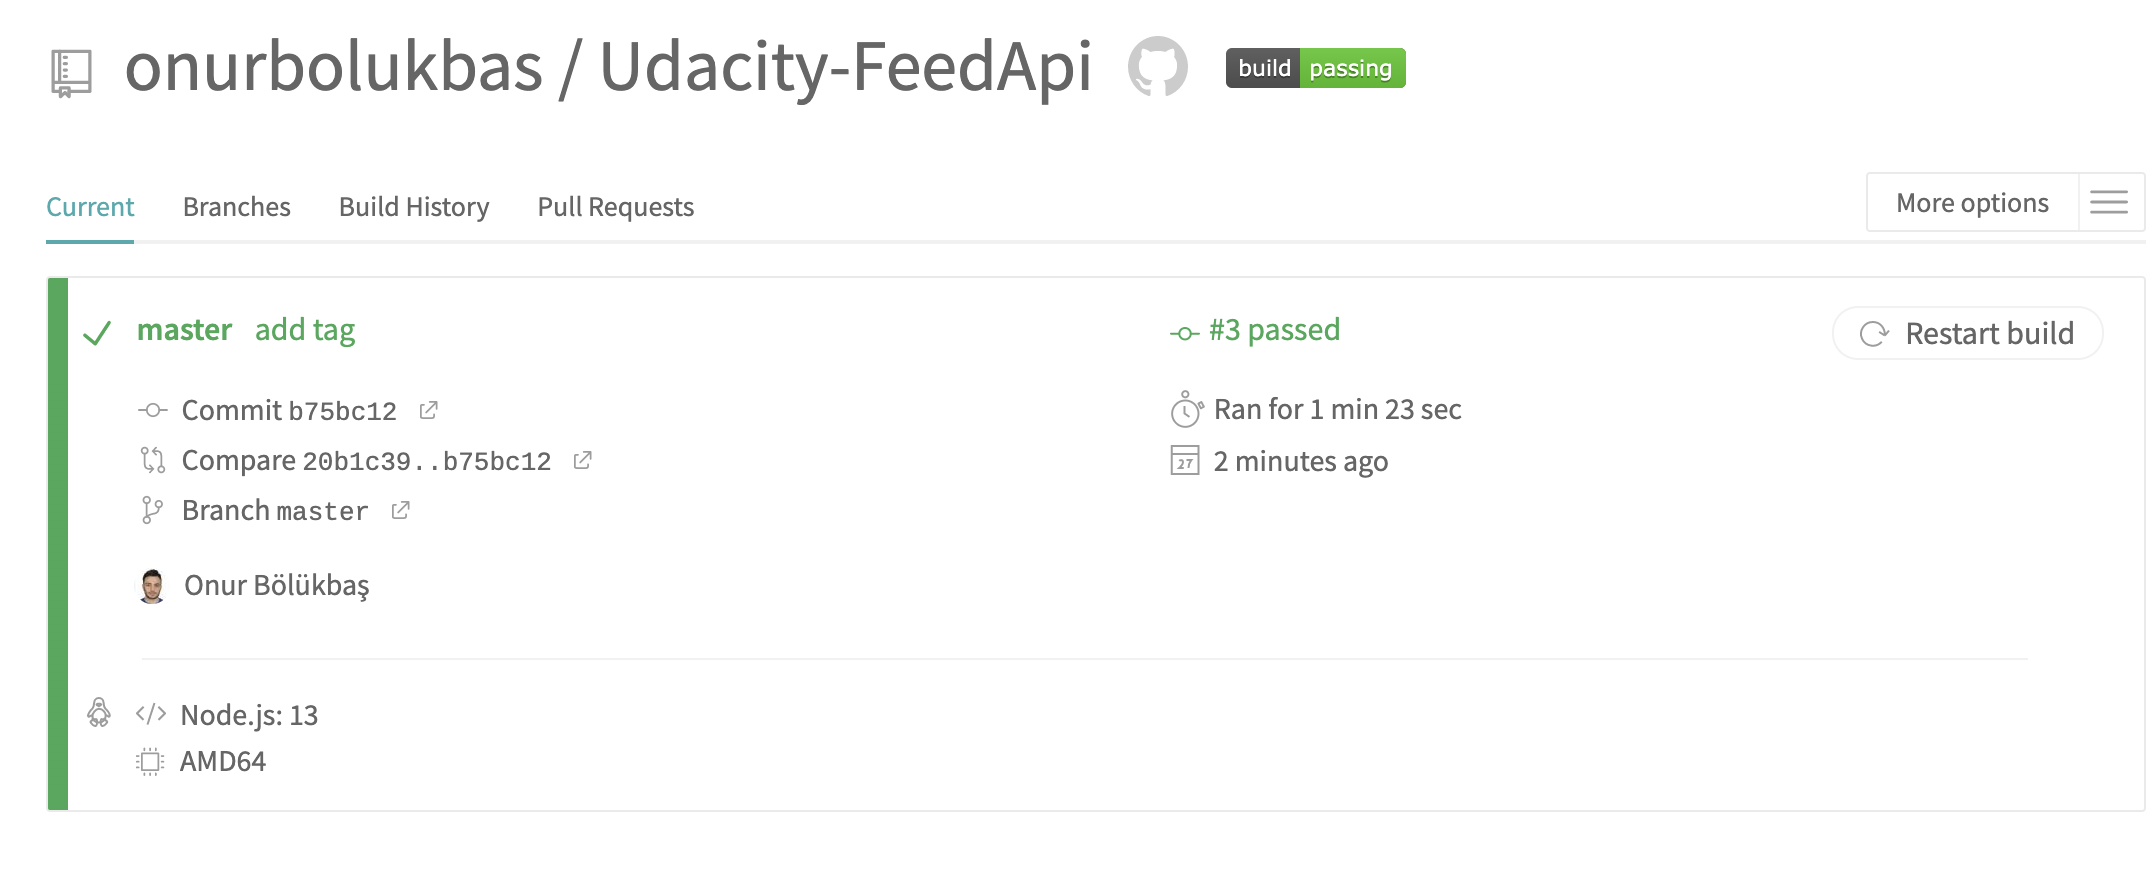 onurbolukbas / Udacity-FeedApi build passing
Current Branches Build History Pull Requests More options
master add tag
#3 passed
Restart build
Commit b75bc12
Compare 20b1c39..b75bc12
Branch master
Ran for 1 min 23 sec
27 2 minutes ago
Onur Bölükbaş
Node.js: 13
AMD64